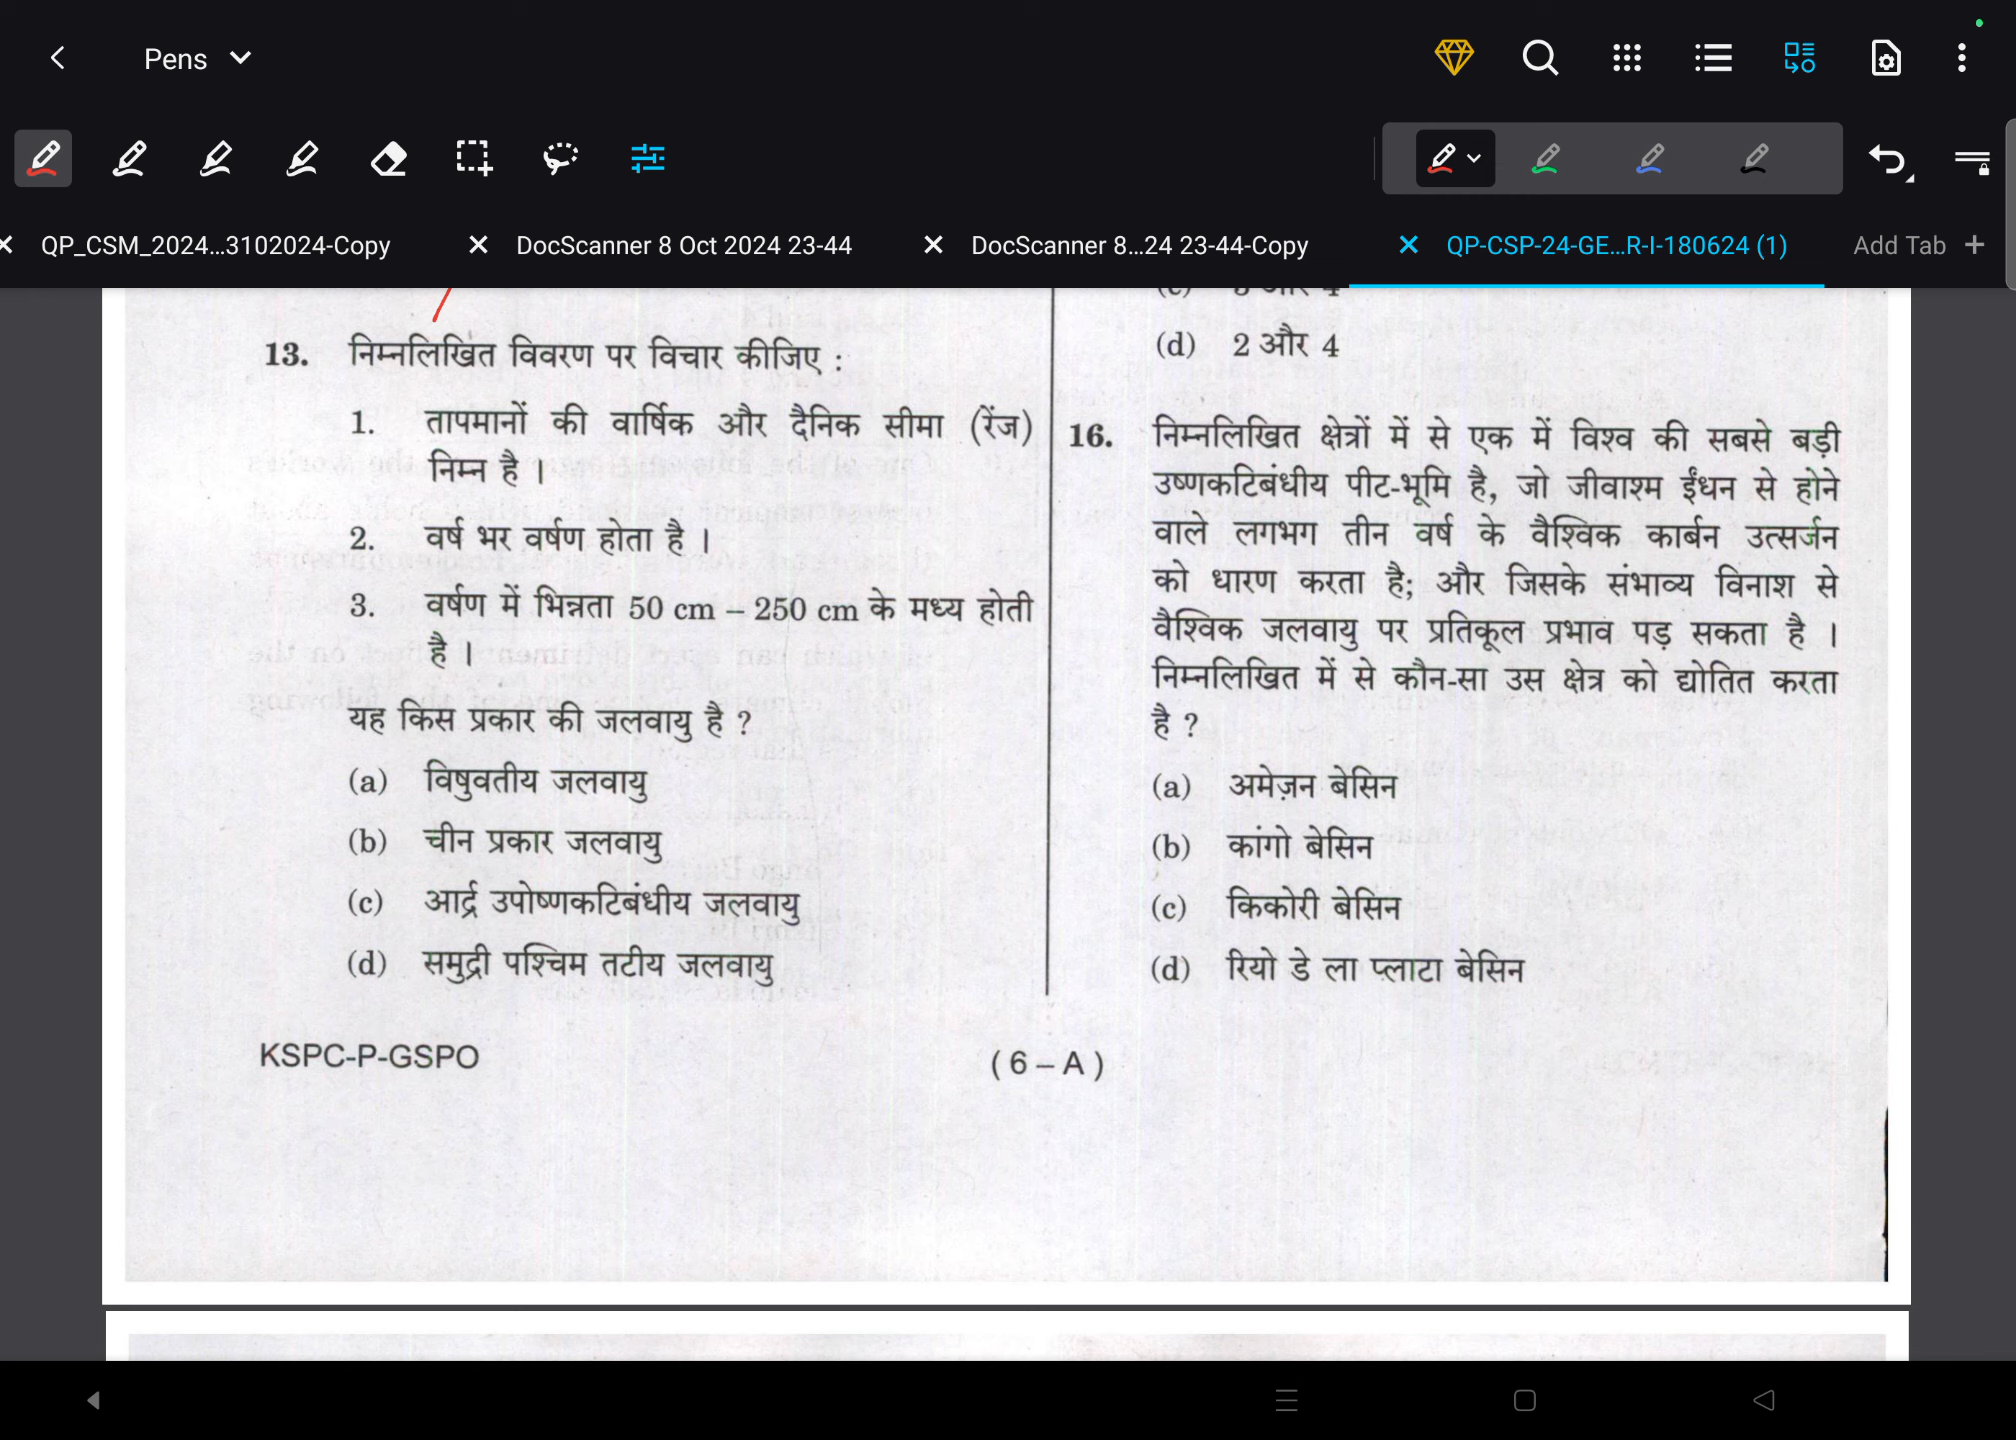 Pens
QP_CSM_2024...3102024-Copy
DocScanner 8 Oct 2024 23-44
DocScanner 8...24 23-44-Copy
QP-CSP-24-GE...R-I-180624 (1)
Add Tab
13. निम्नलिखित विवरण पर विचार कीजिए :
1. तापमानों की वार्षिक और दैनिक सीमा (रेंज)
निम्न है ।
2. वर्ष भर वर्षण होता है ।
3. वर्षण में भिन्नता 50 cm – 250 cm के मध्य होती
है ।
यह किस प्रकार की जलवायु है ?
(a) विषुवतीय जलवायु
(b) चीन प्रकार जलवायु
(c) आर्द्र उपोष्णकटिबंधीय जलवायु
(d) समुद्री पश्चिम तटीय जलवायु
(c) 3 और 4
(d) 2 और 4
16. निम्नलिखित क्षेत्रों में से एक में विश्व की सबसे बड़ी
उष्णकटिबंधीय पीट-भूमि है, जो जीवाश्म ईंधन से होने
वाले लगभग तीन वर्ष के वैश्विक कार्बन उत्सर्जन
को धारण करता है; और जिसके संभाव्य विनाश से
वैश्विक जलवायु पर प्रतिकूल प्रभाव पड़ सकता है ।
निम्नलिखित में से कौन-सा उस क्षेत्र को द्योतित करता
है ?
(a) अमेज़न बेसिन
(b) कांगो बेसिन
(c) किकोरी बेसिन
(d) रियो डे ला प्लाटा बेसिन
KSPC-P-GSPO
( 6 – A )